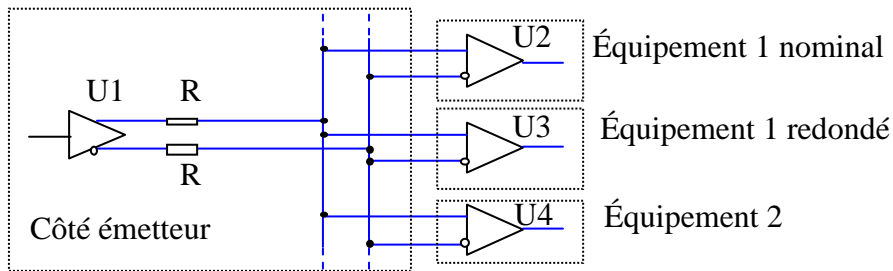 U2
Équipement 1 nominal
U1
R
U3
Équipement 1 redondé
R
U4
Équipement 2
Côté émetteur